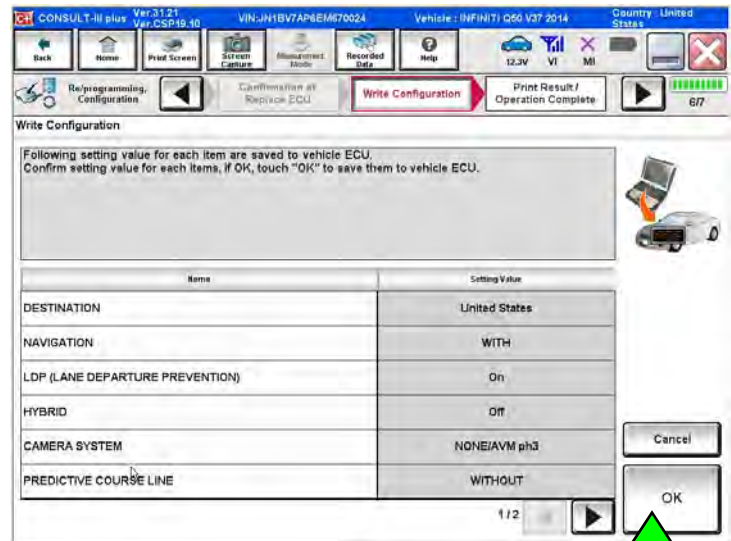 CONSULT-III plus Ver.31.21
Ver.CSP19.10
VIN:JN1BV7AP6EM670024
Vehicle : INFINITI Q50 V37 2014
Country : United States
Back
Home
Print Screen
Screen Capture
Measurement Mode
Recorded Data
Help
12.3V
VI
MI
Re/programming, Configuration
Confirmation at Replace ECU
Write Configuration
Print Result / Operation Complete
6/7
Write Configuration
Following setting value for each item are saved to vehicle ECU.
Confirm setting value for each items, if OK, touch "OK" to save them to vehicle ECU.
Name
Setting Value
DESTINATION
United States
NAVIGATION
WITH
LDP (LANE DEPARTURE PREVENTION)
On
HYBRID
Off
CAMERA SYSTEM
NONE/AVM ph3
PREDICTIVE COURSE LINE
WITHOUT
1/2
Cancel
OK